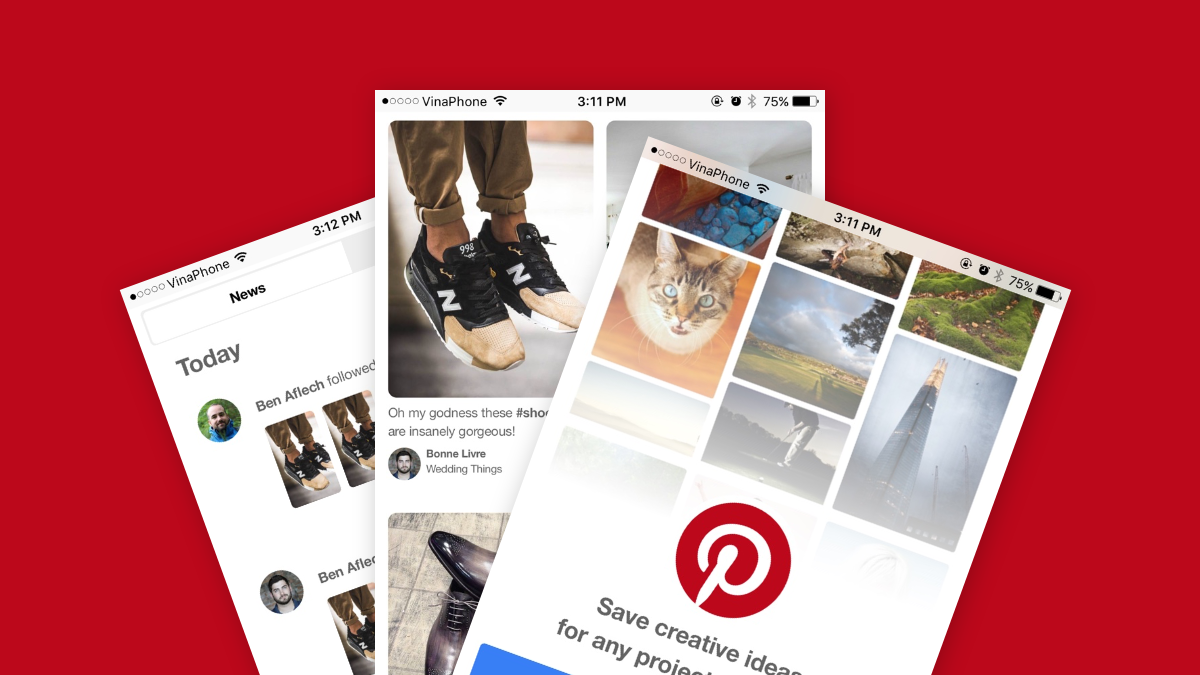 VinaPhone
3:12 PM
News
Today
Ben Aflech followed
Ben Aflec
VinaPhone
3:11 PM
75%
998
N
N
Oh my godness these #shoe
are insanely gorgeous!
Bonne Livre
Wedding Things
VinaPhone
3:11 PM
75%
Save creative ideas
for any projec